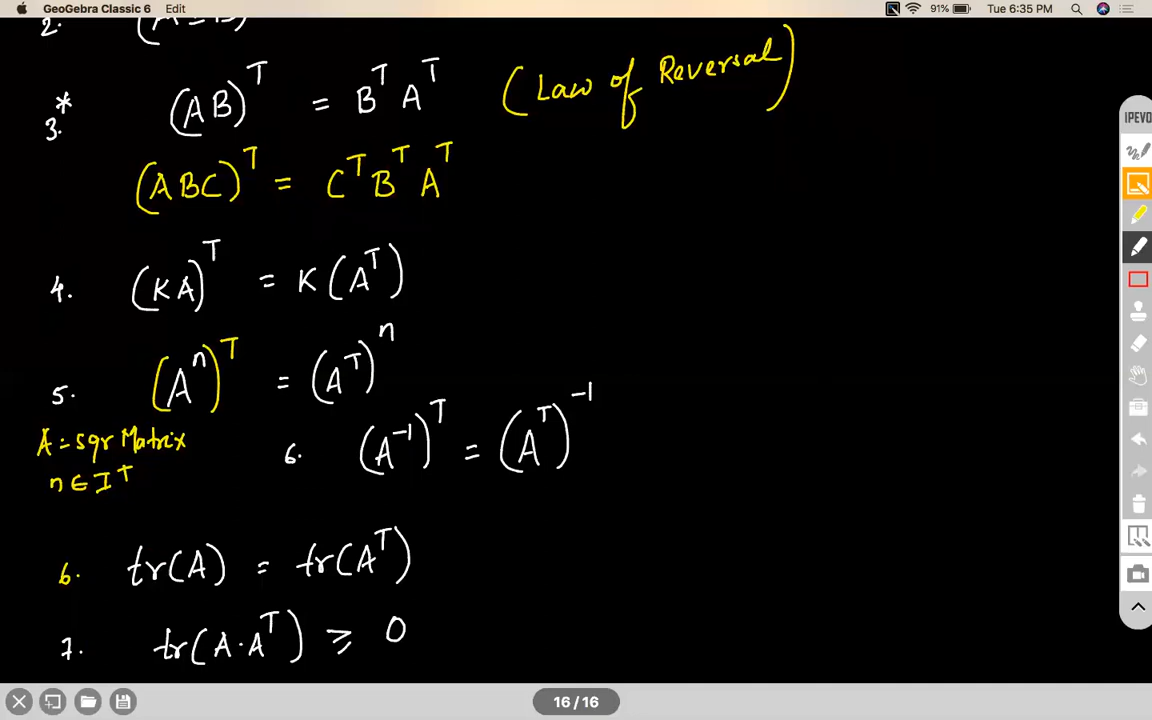 GeoGebra Classic 6 Edit 91% Tue 6:35 PM
2.
3.* (AB)^T = B^T A^T (Law of Reversal)
(ABC)^T = C^T B^T A^T
4. (KA)^T = K(A^T)
5. (A^n)^T = (A^T)^n
A = sqr Matrix
n ∈ I^+
6. (A^-1)^T = (A^T)^-1
6. tr(A) = tr(A^T)
7. tr(A·A^T) ≥ 0
IPEVO
16 / 16